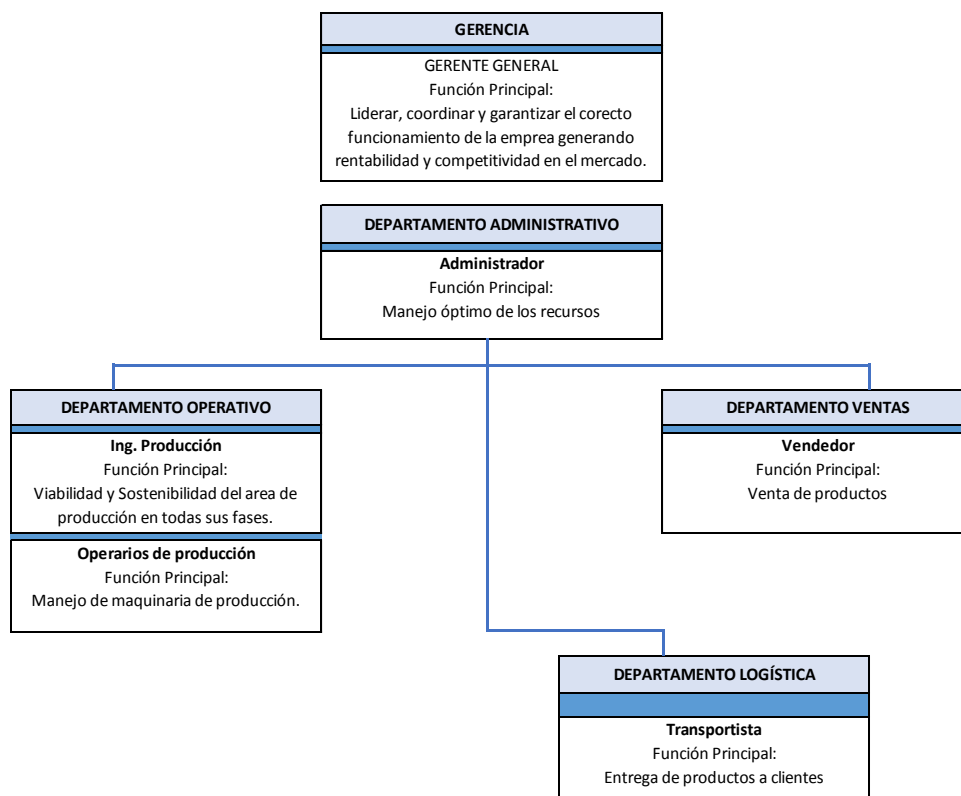 GERENCIA
GERENTE GENERAL
Función Principal:
Liderar, coordinar y garantizar el corecto
funcionamiento de la emprea generando
rentabilidad y competitividad en el mercado.
DEPARTAMENTO ADMINISTRATIVO
Administrador
Función Principal:
Manejo óptimo de los recursos
DEPARTAMENTO OPERATIVO
Ing. Producción
Función Principal:
Viabilidad y Sostenibilidad del area de
producción en todas sus fases.
Operarios de producción
Función Principal:
Manejo de maquinaria de producción.
DEPARTAMENTO VENTAS
Vendedor
Función Principal:
Venta de productos
DEPARTAMENTO LOGÍSTICA
Transportista
Función Principal:
Entrega de productos a clientes